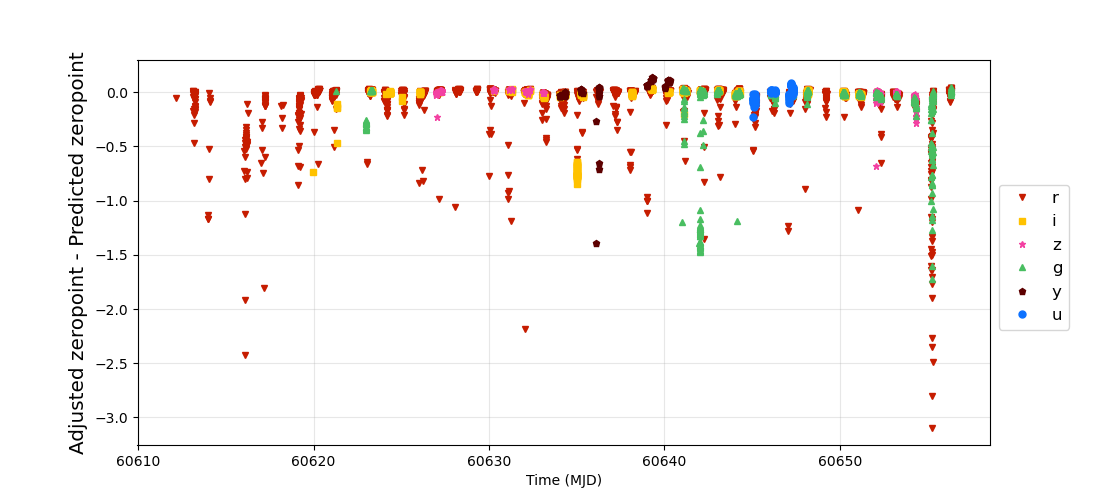 Adjusted zeropoint - Predicted zeropoint
0.0
−0.5
−1.0
−1.5
−2.0
−2.5
−3.0
60610 60620 60630 60640 60650
Time (MJD)
r
i
z
g
y
u